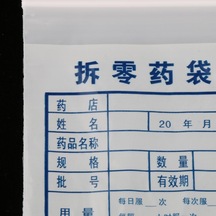 拆零药袋
药店
姓名 20 年 月
药品名称
规格 数量
批号 有效期
用量 每日服 次 每次服